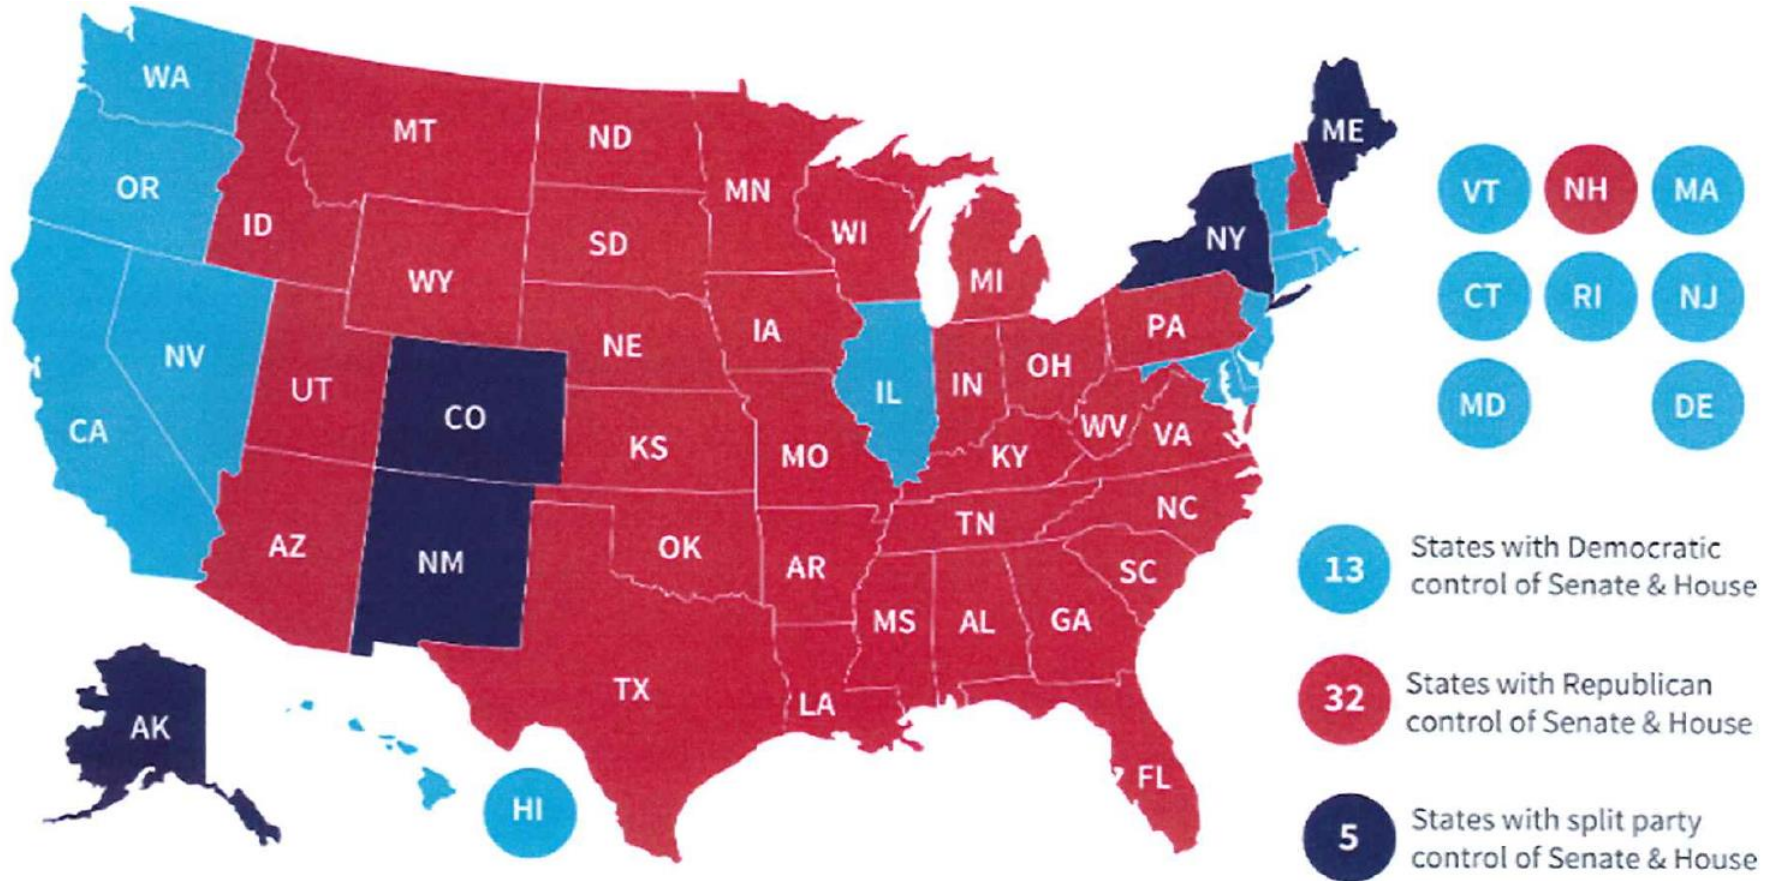 WA
MT
ND
MN
ME
OR
ID
SD
WI
NY
VT
NH
MA
WY
MI
CT
RI
NJ
NV
UT
NE
IA
PA
CA
CO
IL
IN
OH
MD
DE
KS
MO
KY
WV
VA
AZ
NM
OK
AR
TN
NC
SC
MS
AL
GA
TX
LA
FL
AK
HI
13
States with Democratic
control of Senate & House
32
States with Republican
control of Senate & House
5
States with split party
control of Senate & House